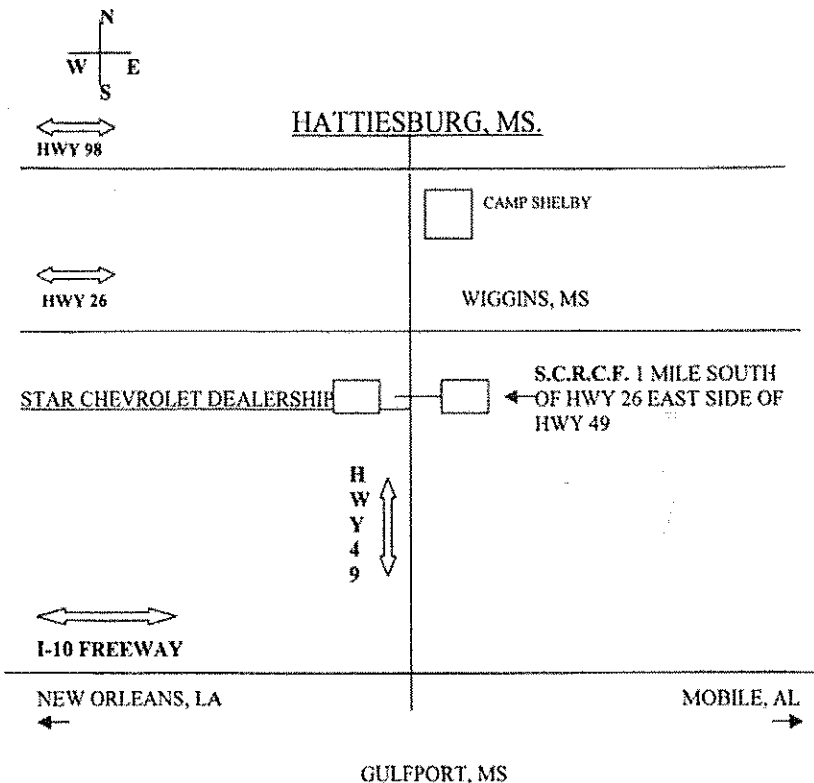 N
W E
S
HATTIESBURG, MS.
HWY 98
CAMP SHELBY
HWY 26
WIGGINS, MS
STAR CHEVROLET DEALERSHIP
S.C.R.C.F. 1 MILE SOUTH
OF HWY 26 EAST SIDE OF
HWY 49
H
W
Y
4
9
I-10 FREEWAY
NEW ORLEANS, LA
MOBILE, AL
GULFPORT, MS